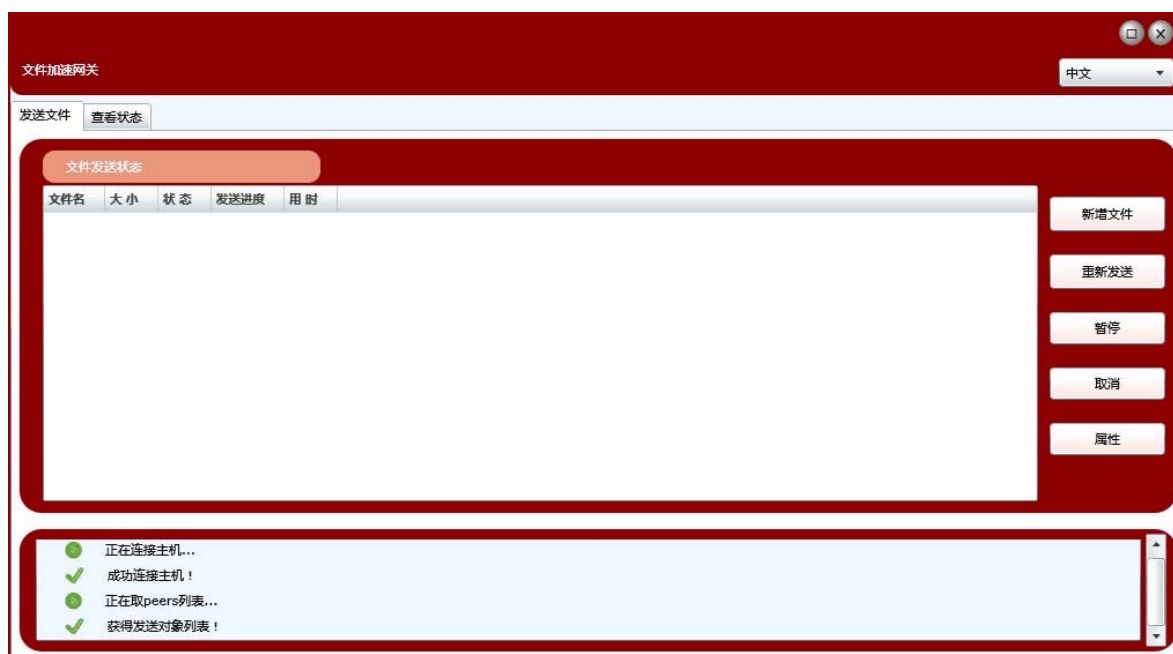 文件加速网关
中文
发送文件 查看状态
文件发送状态
文件名 大小 状态 发送进度 用时
新增文件
重新发送
暂停
取消
属性
正在连接主机...
成功连接主机！
正在取peers列表...
获得发送对象列表！